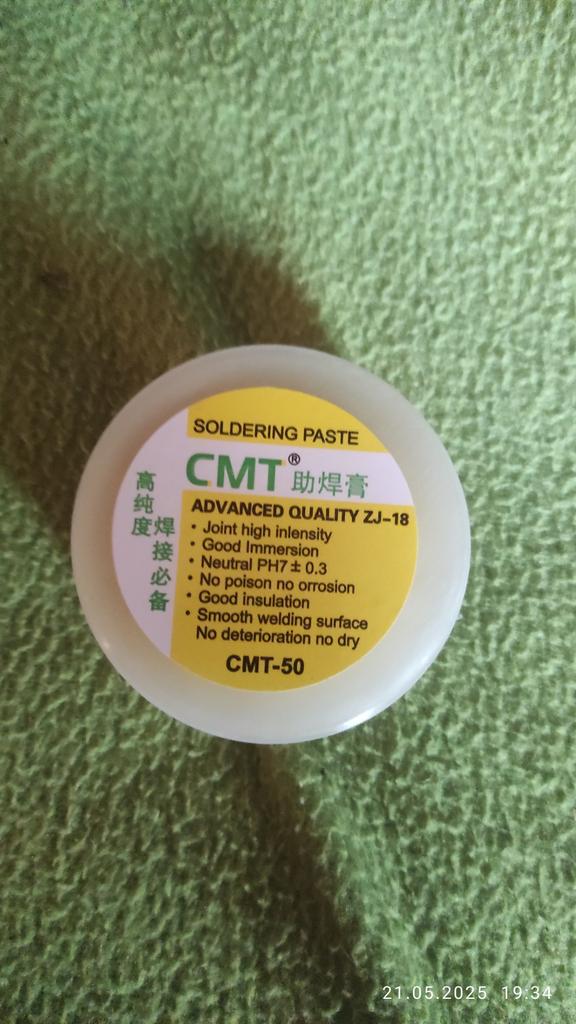 SOLDERING PASTE
CMT® 助焊膏
ADVANCED QUALITY ZJ-18
• Joint high inlensity
• Good Immersion
• Neutral PH7 ± 0.3
• No poison no orrosion
• Good insulation
• Smooth welding surface
No deterioration no dry
CMT-50
高纯度
焊接必备
21.05.2025 19:34